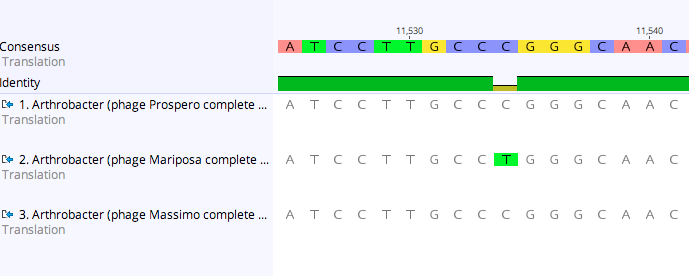 11,530 11,540
Consensus A T C C T T G C C C G G G C A A C
Translation
Identity
1. Arthrobacter (phage Prospero complete ... A T C C T T G C C C G G G C A A C
Translation
2. Arthrobacter (phage Mariposa complete ... A T C C T T G C C T G G G C A A C
Translation
3. Arthrobacter (phage Massimo complete ... A T C C T T G C C C G G G C A A C
Translation